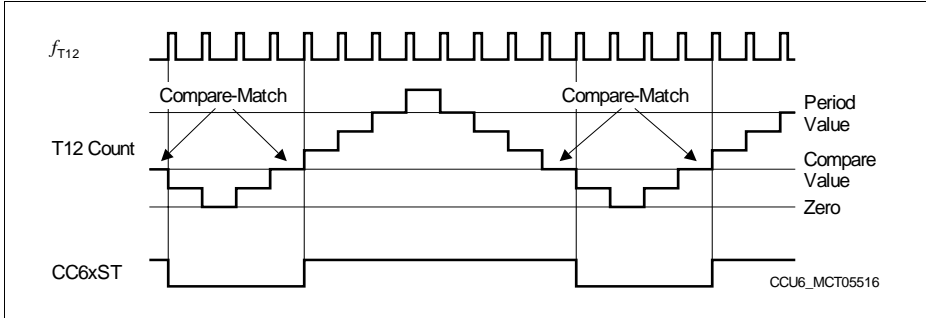 fT12
Compare-Match
Compare-Match
Period
Value
T12 Count
Compare
Value
Zero
CC6xST
CCU6_MCT05516